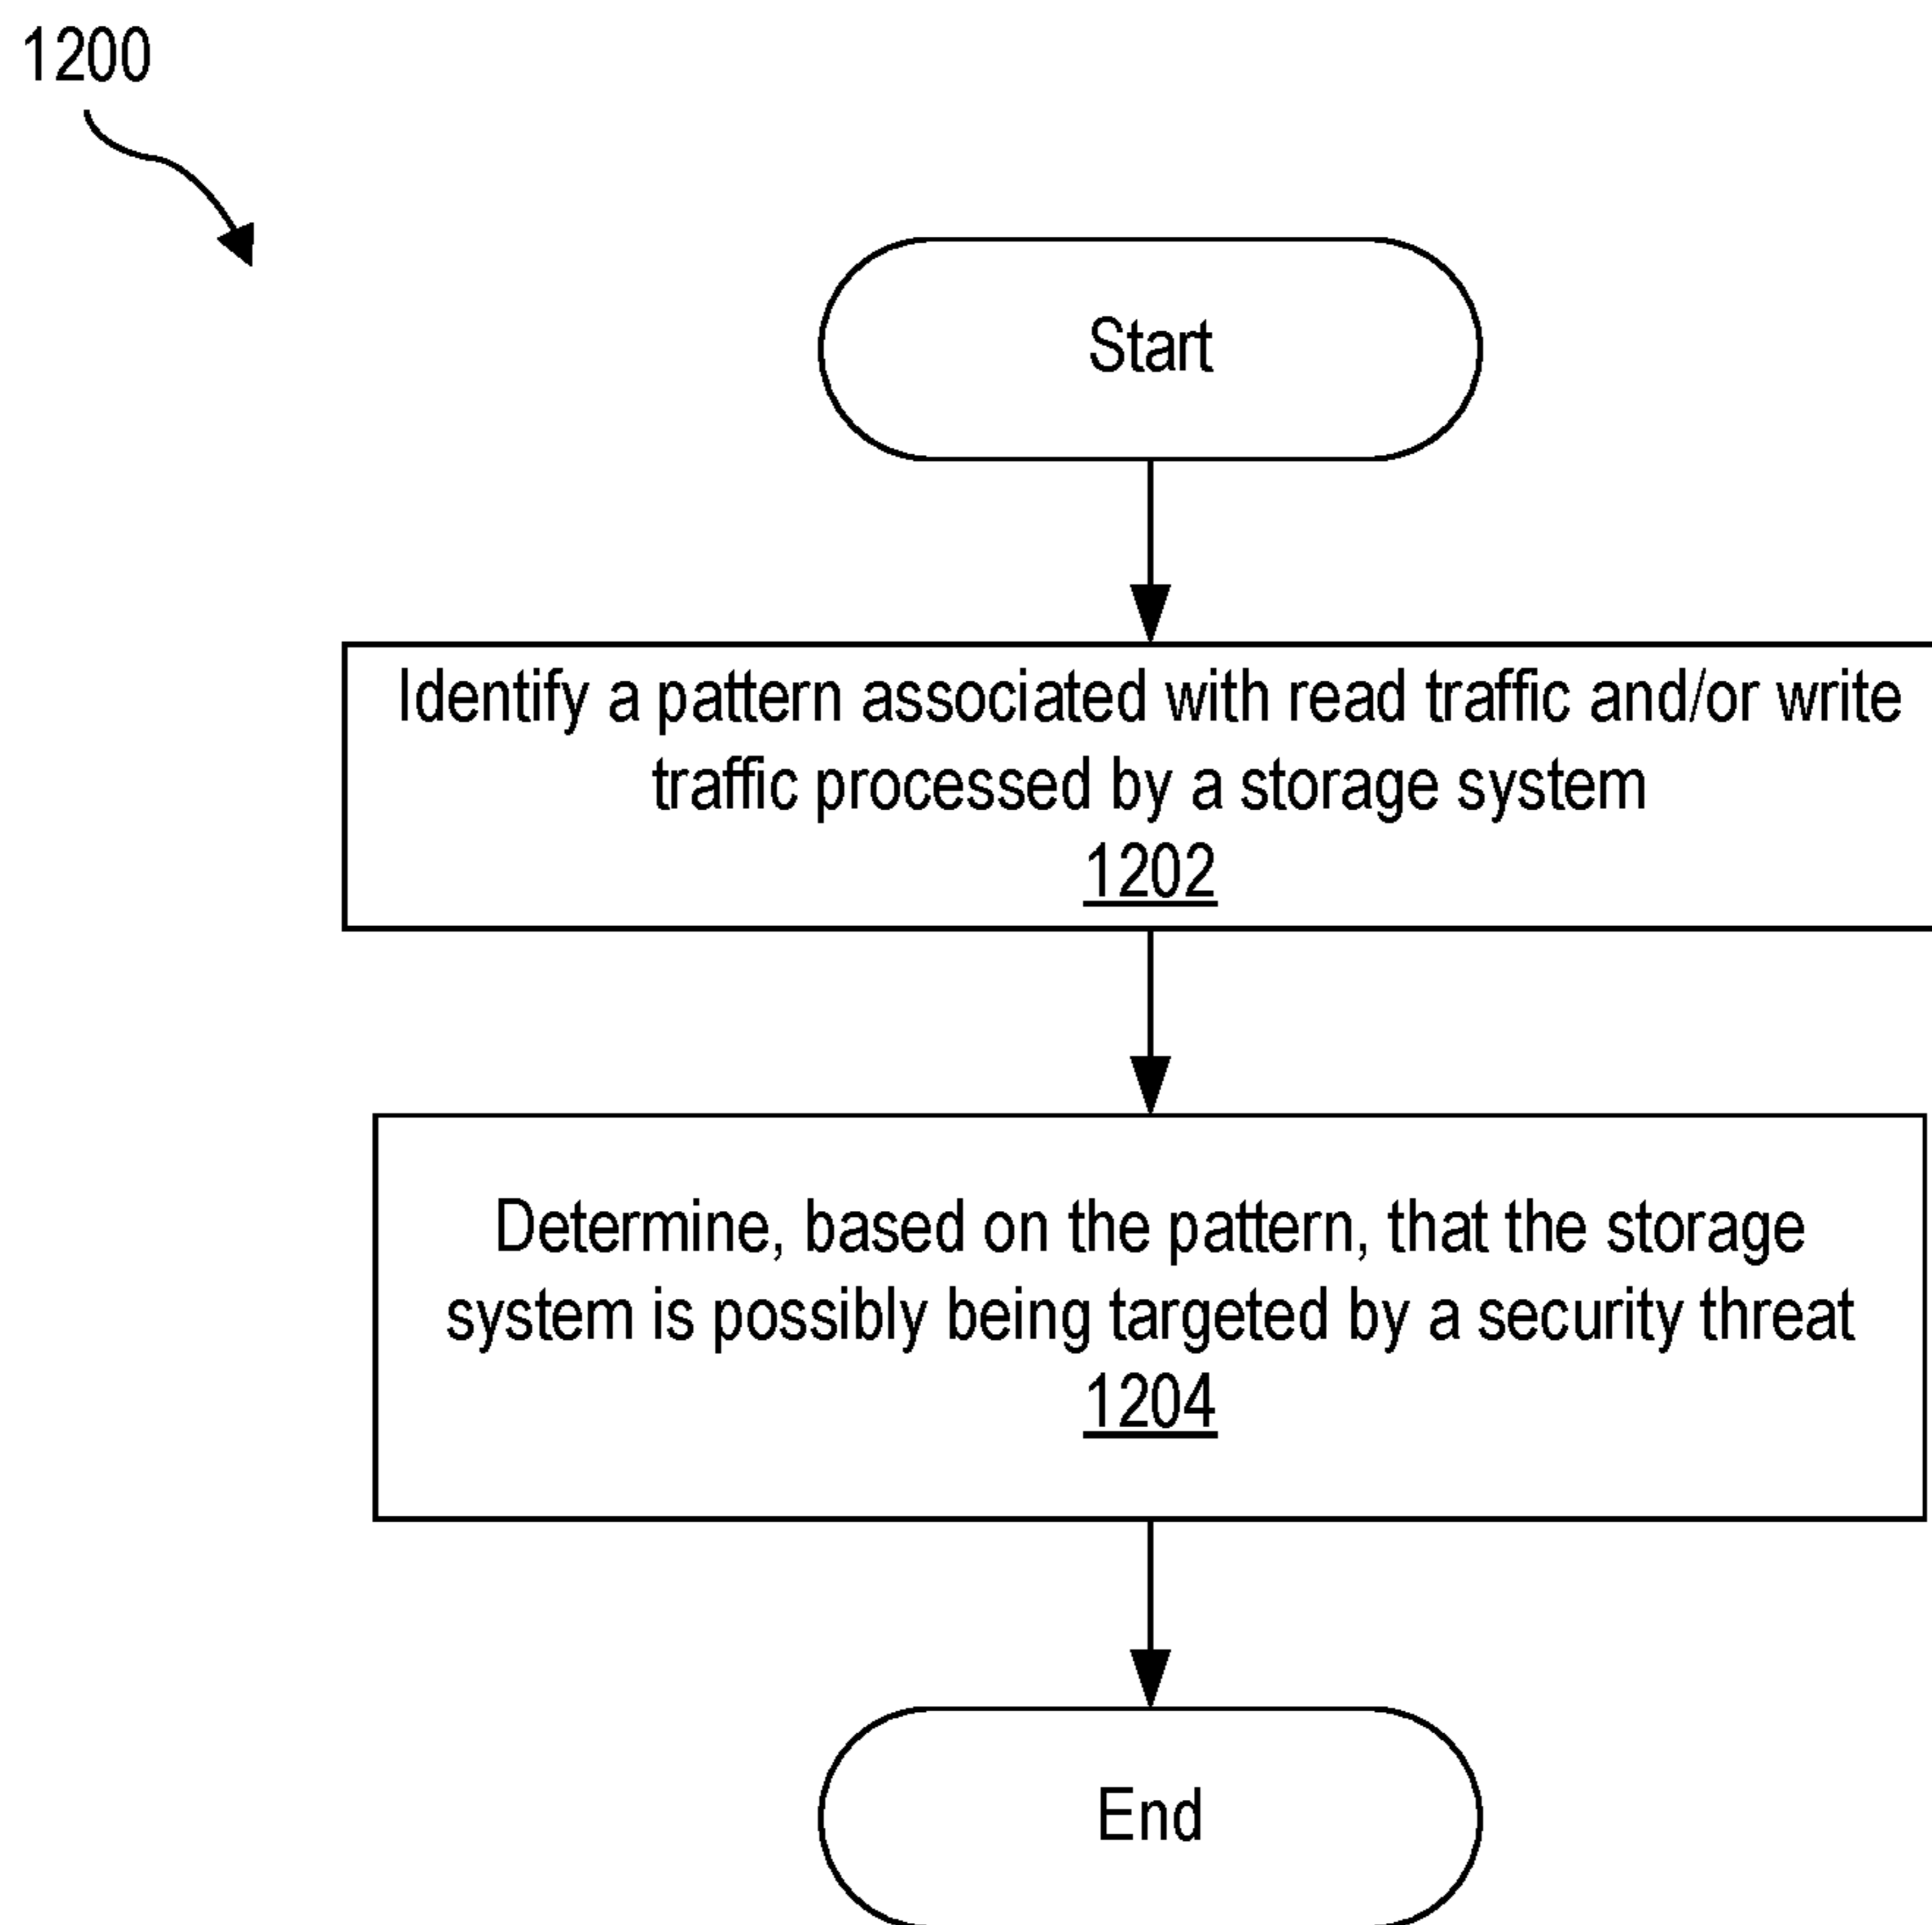 1200
Start
Identify a pattern associated with read traffic and/or write
traffic processed by a storage system
1202
Determine, based on the pattern, that the storage
system is possibly being targeted by a security threat
1204
End